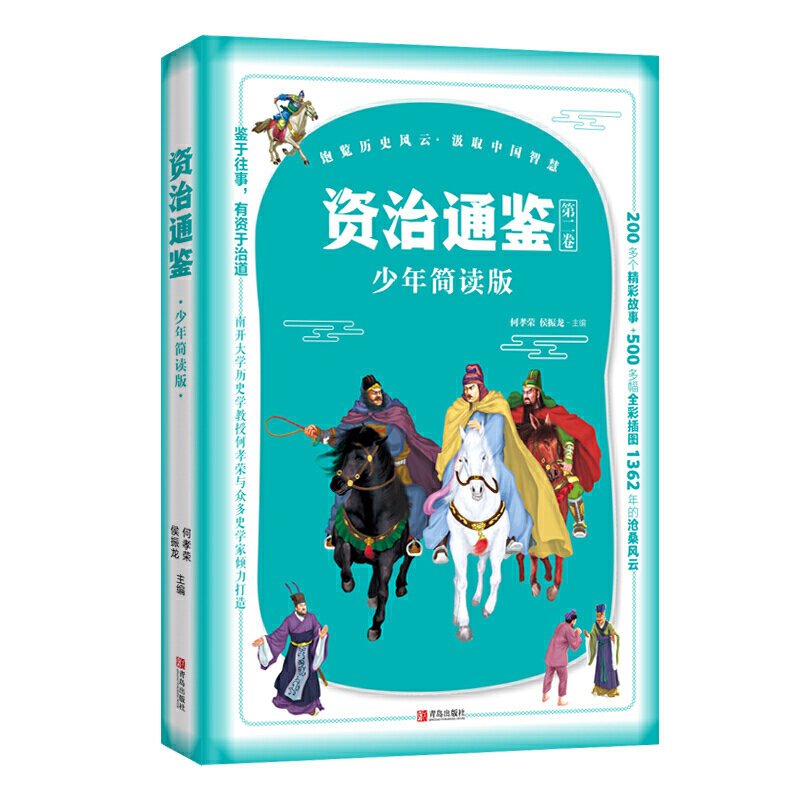 资治通鉴
·少年简读版·
何孝荣
侯振龙
主编
青岛出版社
饱览历史风云·汲取中国智慧
资治通鉴
第二卷
少年简读版
何孝荣 侯振龙·主编
鉴于往事，有资于治道
南开大学历史学教授何孝荣与众多史学家倾力打造
200多个精彩故事+500多幅全彩插图 1362年的沧桑风云
青岛出版社